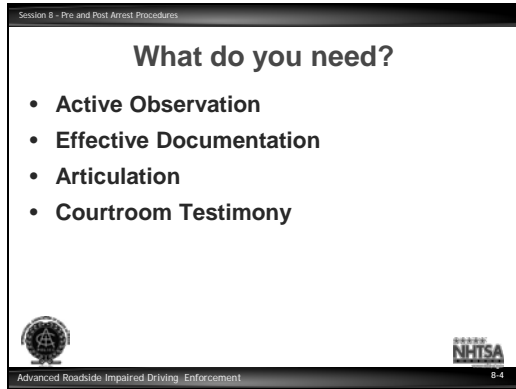 Session 8 - Pre and Post Arrest Procedures
What do you need?
• Active Observation
• Effective Documentation
• Articulation
• Courtroom Testimony
NHTSA
Advanced Roadside Impaired Driving Enforcement
8-4